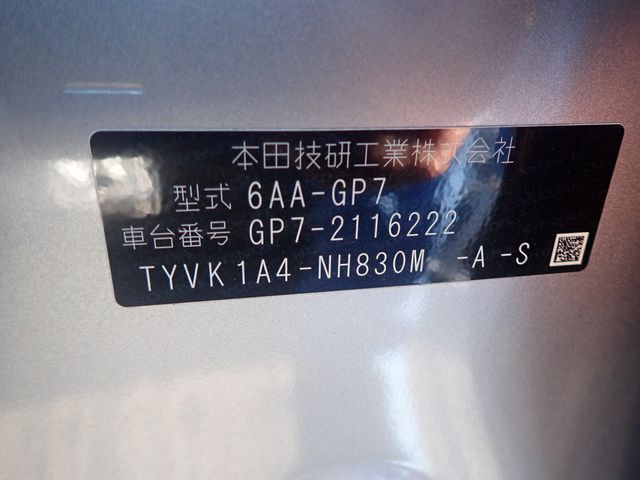 本田技研工業株式会社
型式 6AA-GP7
車台番号 GP7-2116222
TYVK1A4-NH830M -A-S